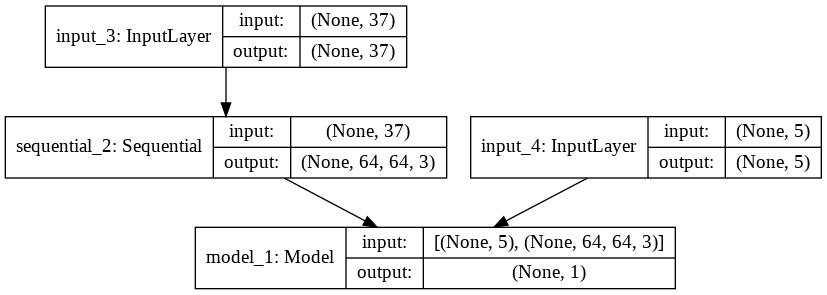 input_3: InputLayer
input: (None, 37)
output: (None, 37)
sequential_2: Sequential
input: (None, 37)
output: (None, 64, 64, 3)
input_4: InputLayer
input: (None, 5)
output: (None, 5)
model_1: Model
input: [(None, 5), (None, 64, 64, 3)]
output: (None, 1)